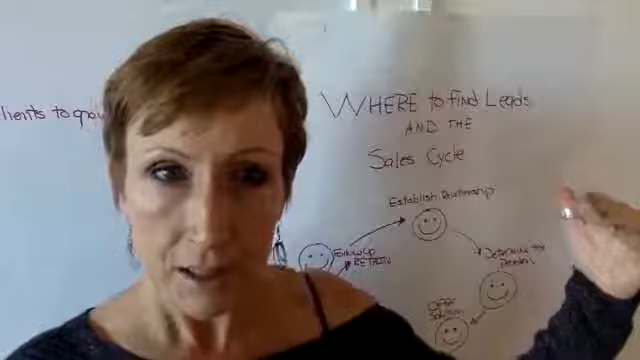 WHERE to find Leads
AND THE
Sales Cycle
Establish Relationship
Follow up
RETAIN
Determine the
Offer
Solution
lients to grow